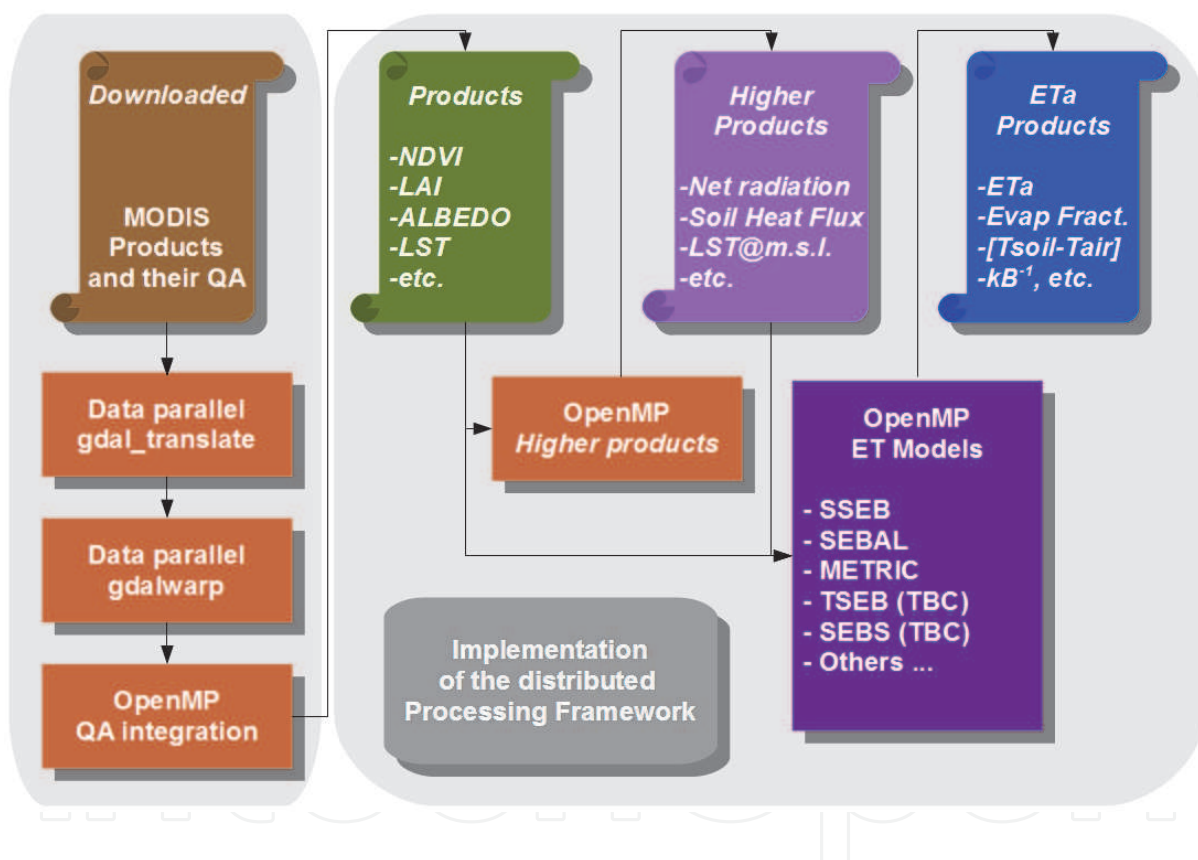 Downloaded
MODIS
Products
and their QA
Data parallel
gdal_translate
Data parallel
gdalwarp
OpenMP
QA integration
Products
-NDVI
-LAI
-ALBEDO
-LST
-etc.
Higher
Products
-Net radiation
-Soil Heat Flux
-LST@m.s.l.
-etc.
ETa
Products
-ETa
-Evap Fract.
-[Tsoil-Tair]
-kB⁻¹, etc.
OpenMP
Higher products
OpenMP
ET Models
- SSEB
- SEBAL
- METRIC
- TSEB (TBC)
- SEBS (TBC)
- Others ...
Implementation
of the distributed
Processing Framework